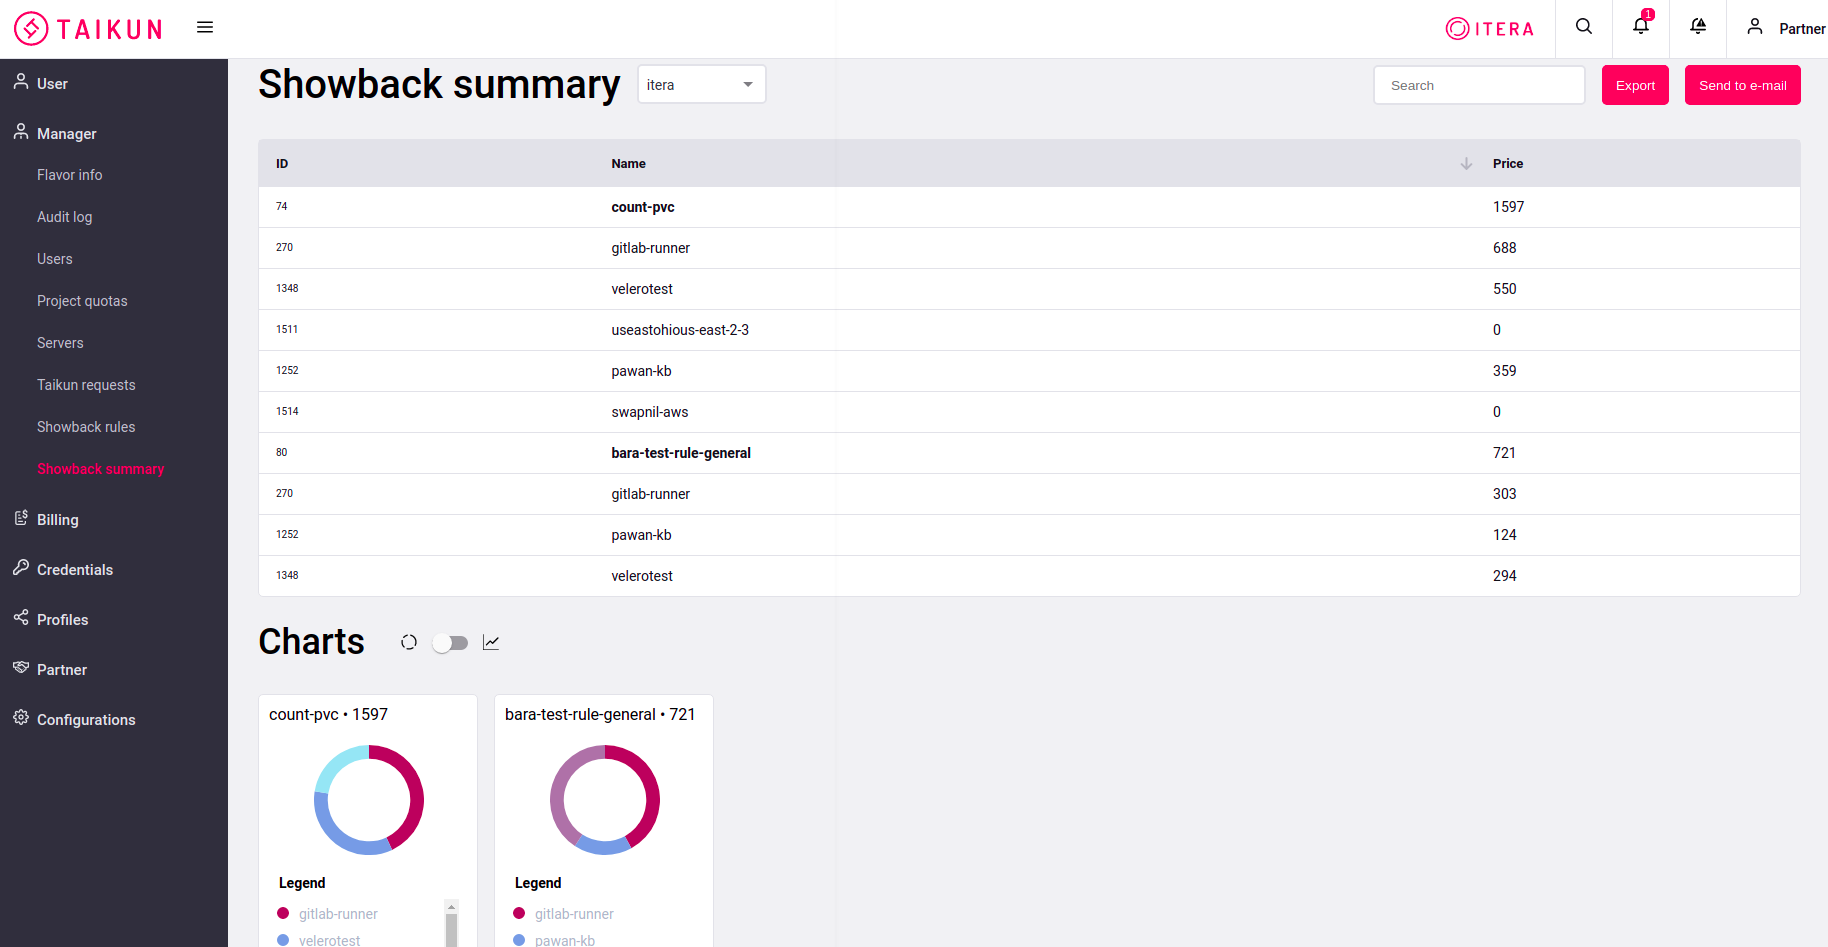 TAIKUN
ITERA
1
Partner
User
Manager
Flavor info
Audit log
Users
Project quotas
Servers
Taikun requests
Showback rules
Showback summary
Billing
Credentials
Profiles
Partner
Configurations
Showback summary
itera
Search
Export
Send to e-mail
ID Name Price
74 count-pvc 1597
270 gitlab-runner 688
1348 velerotest 550
1511 useastohious-east-2-3 0
1252 pawan-kb 359
1514 swapnil-aws 0
80 bara-test-rule-general 721
270 gitlab-runner 303
1252 pawan-kb 124
1348 velerotest 294
Charts
count-pvc • 1597
Legend
gitlab-runner
velerotest
bara-test-rule-general • 721
Legend
gitlab-runner
pawan-kb